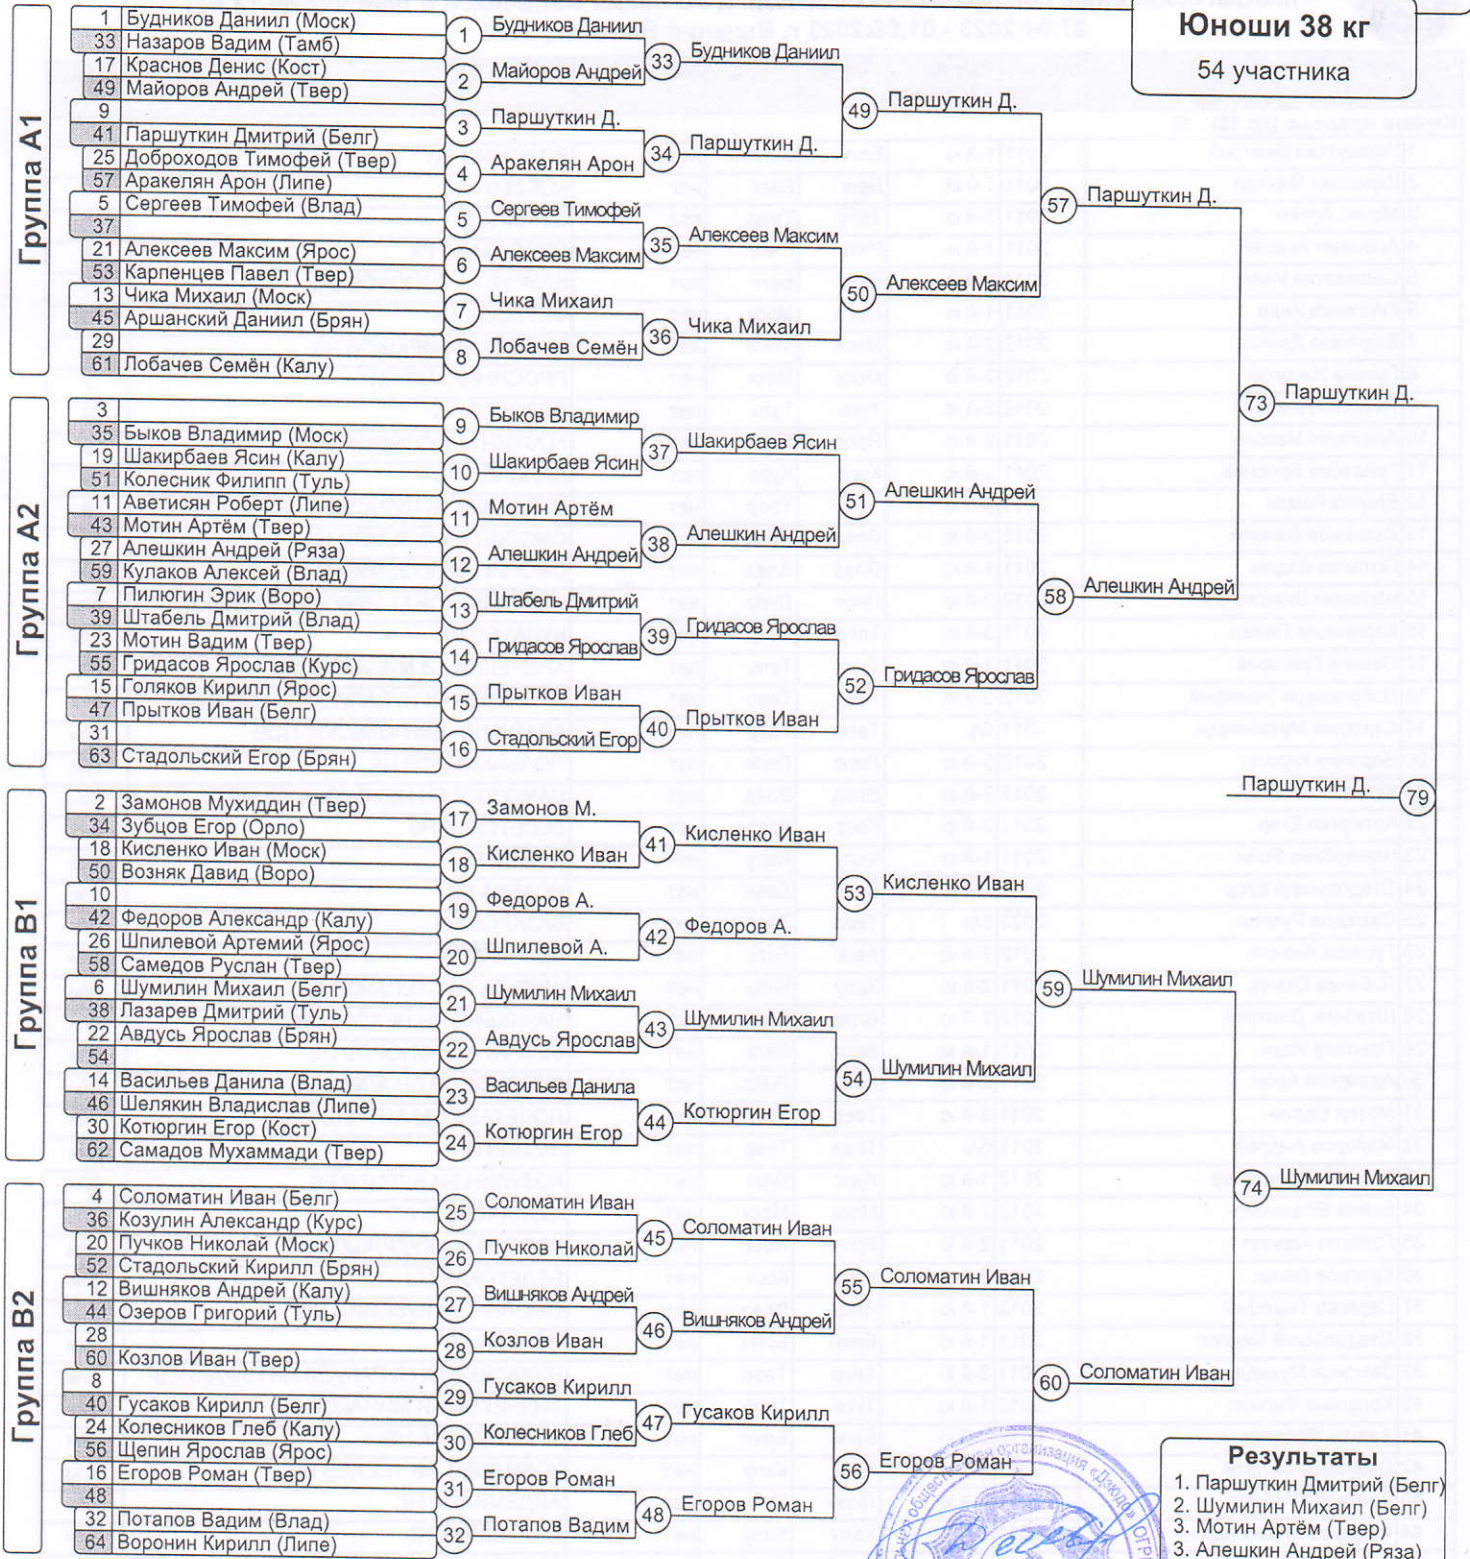 Юноши 38 кг
54 участника
Группа А1
1 Будников Даниил (Моск)
33 Назаров Вадим (Тамб)
17 Краснов Денис (Кост)
49 Майоров Андрей (Твер)
9
41 Паршуткин Дмитрий (Белг)
25 Доброходов Тимофей (Твер)
57 Аракелян Арон (Липе)
5 Сергеев Тимофей (Влад)
37
21 Алексеев Максим (Ярос)
53 Карпенцев Павел (Твер)
13 Чика Михаил (Моск)
45 Аршанский Даниил (Брян)
29
61 Лобачев Семён (Калу)
1 Будников Даниил
2 Майоров Андрей
3 Паршуткин Д.
4 Аракелян Арон
5 Сергеев Тимофей
6 Алексеев Максим
7 Чика Михаил
8 Лобачев Семён
33 Будников Даниил
34 Паршуткин Д.
35 Алексеев Максим
36 Чика Михаил
49 Паршуткин Д.
50 Алексеев Максим
57 Паршуткин Д.
Группа А2
3
35 Быков Владимир (Моск)
19 Шакирбаев Ясин (Калу)
51 Колесник Филипп (Туль)
11 Аветисян Роберт (Липе)
43 Мотин Артём (Твер)
27 Алешкин Андрей (Ряза)
59 Кулаков Алексей (Влад)
7 Пилюгин Эрик (Воро)
39 Штабель Дмитрий (Влад)
23 Мотин Вадим (Твер)
55 Гридасов Ярослав (Курс)
15 Голяков Кирилл (Ярос)
47 Прытков Иван (Белг)
31
63 Стадольский Егор (Брян)
9 Быков Владимир
10 Шакирбаев Ясин
11 Мотин Артём
12 Алешкин Андрей
13 Штабель Дмитрий
14 Гридасов Ярослав
15 Прытков Иван
16 Стадольский Егор
37 Шакирбаев Ясин
38 Алешкин Андрей
39 Гридасов Ярослав
40 Прытков Иван
51 Алешкин Андрей
52 Гридасов Ярослав
58 Алешкин Андрей
73 Паршуткин Д.
Группа В1
2 Замонов Мухиддин (Твер)
34 Зубцов Егор (Орло)
18 Кисленко Иван (Моск)
50 Возняк Давид (Воро)
10
42 Федоров Александр (Калу)
26 Шпилевой Артемий (Ярос)
58 Самедов Руслан (Твер)
6 Шумилин Михаил (Белг)
38 Лазарев Дмитрий (Туль)
22 Авдусь Ярослав (Брян)
54
14 Васильев Данила (Влад)
46 Шелякин Владислав (Липе)
30 Котюргин Егор (Кост)
62 Самадов Мухаммади (Твер)
17 Замонов М.
18 Кисленко Иван
19 Федоров А.
20 Шпилевой А.
21 Шумилин Михаил
22 Авдусь Ярослав
23 Васильев Данила
24 Котюргин Егор
41 Кисленко Иван
42 Федоров А.
43 Шумилин Михаил
44 Котюргин Егор
53 Кисленко Иван
54 Шумилин Михаил
59 Шумилин Михаил
Паршуткин Д. 79
Группа В2
4 Соломатин Иван (Белг)
36 Козулин Александр (Курс)
20 Пучков Николай (Моск)
52 Стадольский Кирилл (Брян)
12 Вишняков Андрей (Калу)
44 Озеров Григорий (Туль)
28
60 Козлов Иван (Твер)
8
40 Гусаков Кирилл (Белг)
24 Колесников Глеб (Калу)
56 Щепин Ярослав (Ярос)
16 Егоров Роман (Твер)
48
32 Потапов Вадим (Влад)
64 Воронин Кирилл (Липе)
25 Соломатин Иван
26 Пучков Николай
27 Вишняков Андрей
28 Козлов Иван
29 Гусаков Кирилл
30 Колесников Глеб
31 Егоров Роман
32 Потапов Вадим
45 Соломатин Иван
46 Вишняков Андрей
47 Гусаков Кирилл
48 Егоров Роман
55 Соломатин Иван
56 Егоров Роман
60 Соломатин Иван
74 Шумилин Михаил
Результаты
1. Паршуткин Дмитрий (Белг)
2. Шумилин Михаил (Белг)
3. Мотин Артём (Твер)
3. Алешкин Андрей (Ряза)
организация «Дзюдо»